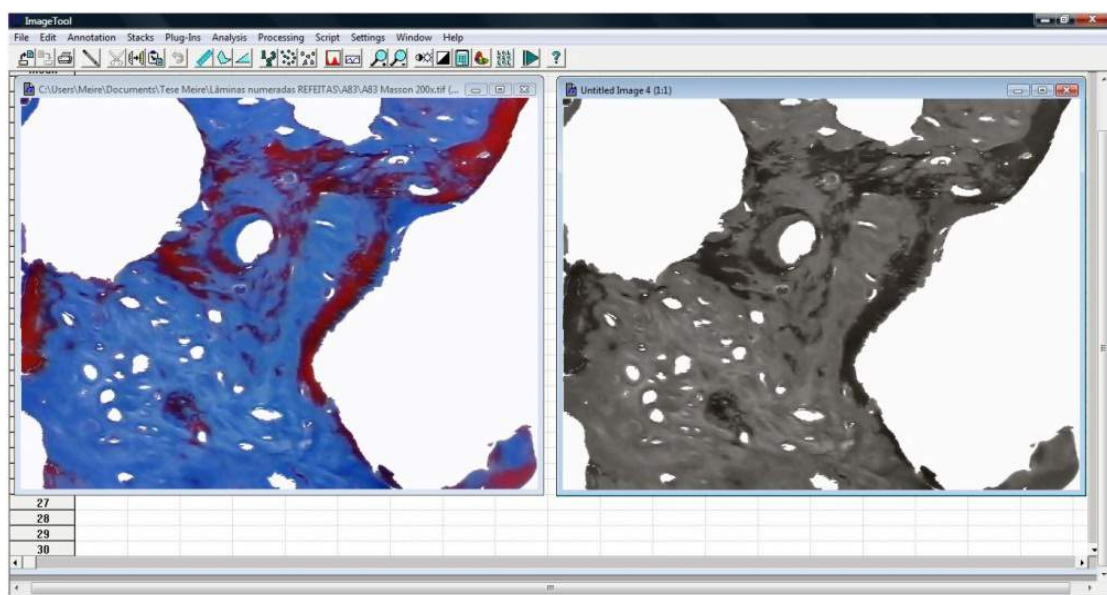 ImageTool
File Edit Annotation Stacks Plug-Ins Analysis Processing Script Settings Window Help
C:\Users\Meire\Documents\Tese Meire\Lâminas numeradas REFEITAS\A83\A83 Masson 200x.tif (...
Untitled Image 4 (1:1)
27
28
29
30